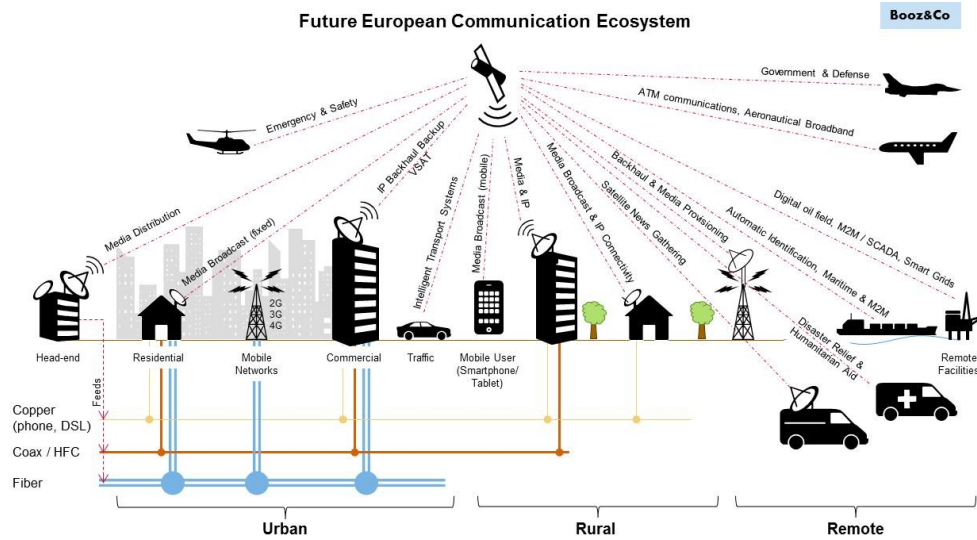 Future European Communication Ecosystem
Booz&Co
Government & Defense
ATM communications, Aeronautical Broadband
Emergency & Safety
Media Distribution
Media Broadcast (fixed)
IP Backhaul Backup
VSAT
Intelligent Transport Systems
Media Broadcast (mobile)
Media & IP
Media Broadcast & IP Connectivity
Satellite News Gathering
Backhaul & Media Provisioning
Automatic Identification, Maritime & M2M
Digital oil field, M2M / SCADA, Smart Grids
Disaster Relief &
Humanitarian Aid
2G
3G
4G
Head-end
Residential
Mobile
Networks
Commercial
Traffic
Mobile User
(Smartphone/
Tablet)
Remote
Facilities
Feeds
Copper
(phone, DSL)
Coax / HFC
Fiber
Urban
Rural
Remote